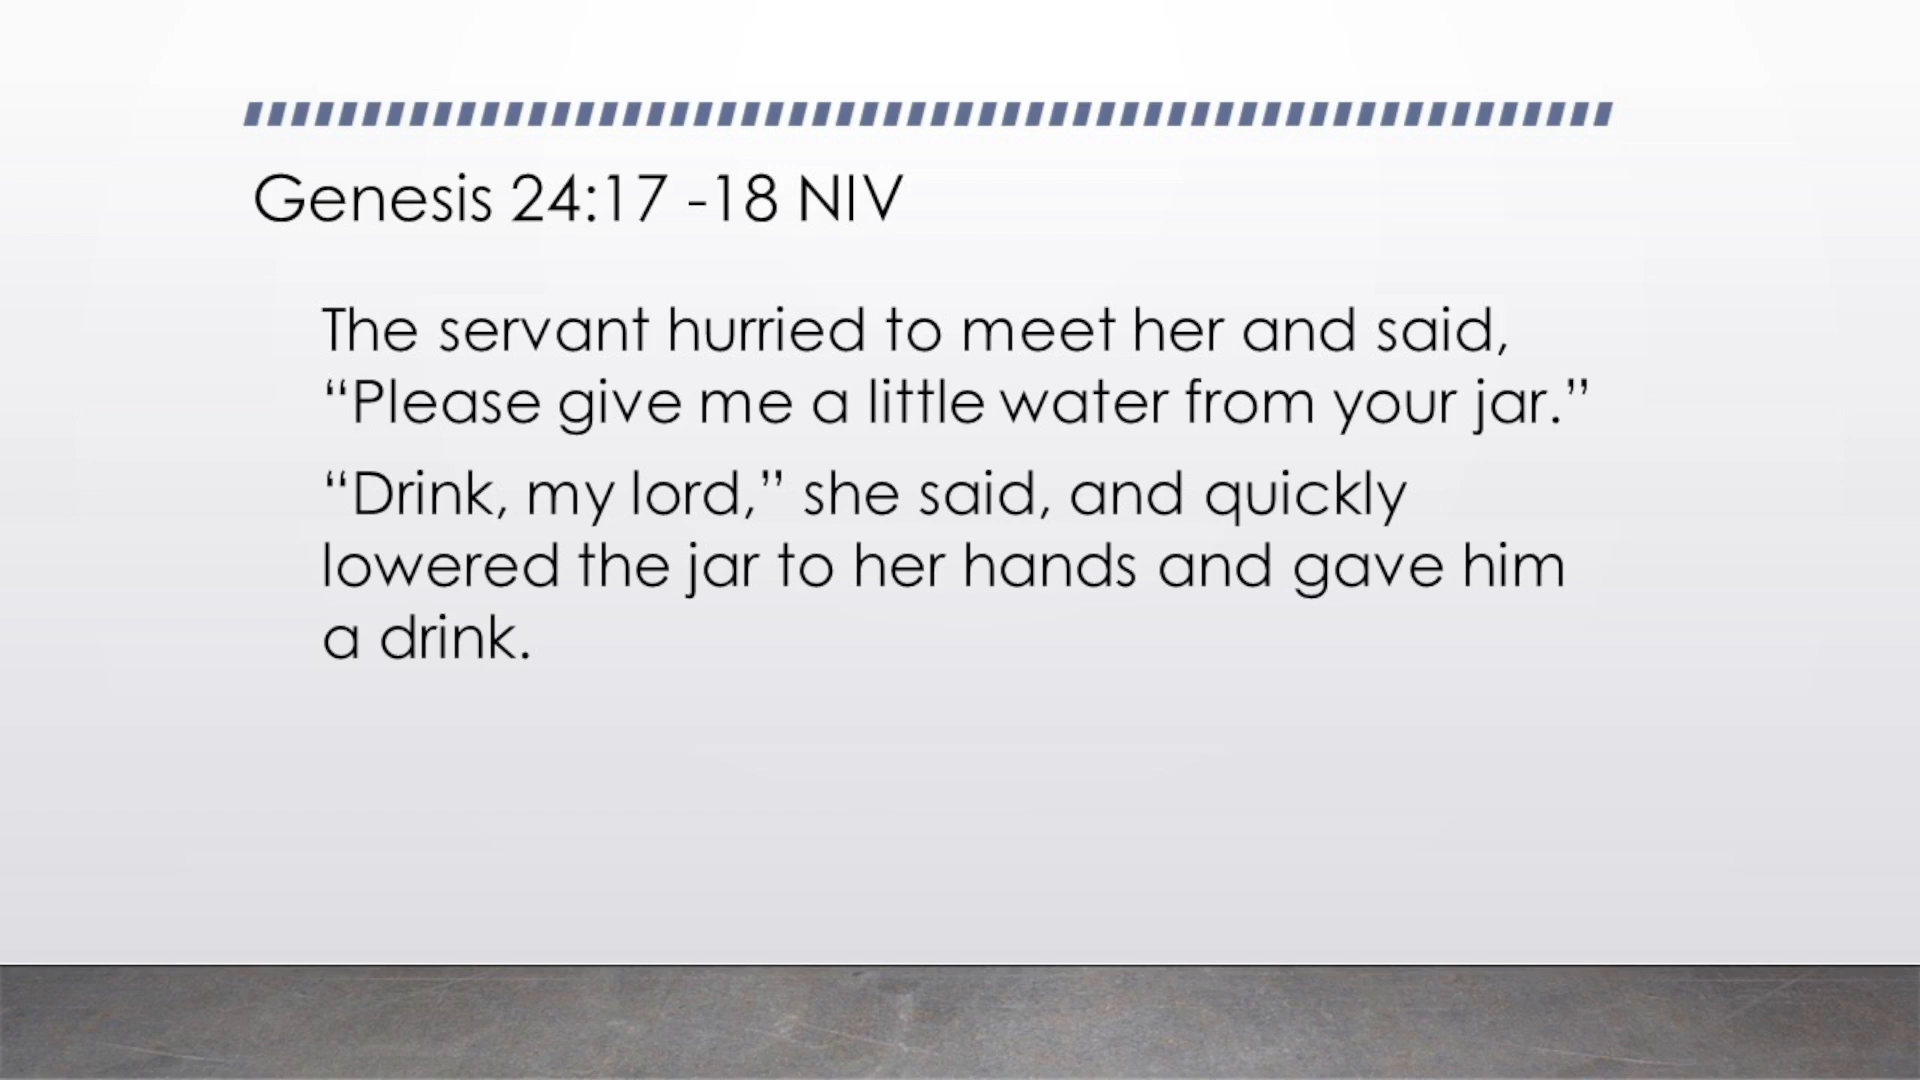 Genesis 24:17 -18 NIV
The servant hurried to meet her and said,
“Please give me a little water from your jar.”
“Drink, my lord,” she said, and quickly
lowered the jar to her hands and gave him
a drink.